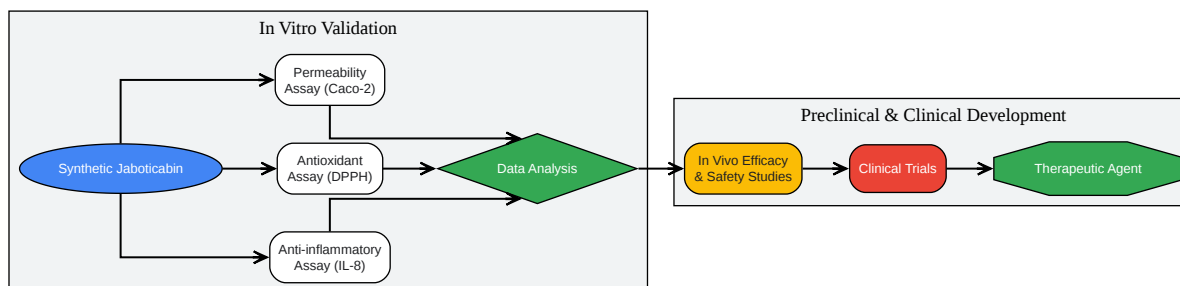 In Vitro Validation
Permeability
Assay (Caco-2)
Synthetic Jaboticabin
Antioxidant
Assay (DPPH)
Data Analysis
Anti-inflammatory
Assay (IL-8)
Preclinical & Clinical Development
In Vivo Efficacy
& Safety Studies
Clinical Trials
Therapeutic Agent